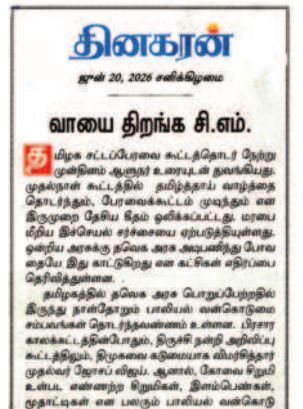 தினகரன்
ஜுன் 20, 2026 சனிக்கிழமை
வாயை திறங்க சி.எம்.
தமிழக சட்டப்பேரவை கூட்டத்தொடர் நேற்று
முன்தினம் ஆளுநர் உரையுடன் துவங்கியது.
முதல்நாள் கூட்டத்தில் தமிழ்த்தாய் வாழ்த்தை
தொடர்ந்தும், பேரவைக்கூட்டம் முடிந்தும் என
இருமுறை தேசிய கீதம் ஒலிக்கப்பட்டது. மரபை
மீறிய இச்செயல் சர்ச்சையை ஏற்படுத்தியுள்ளது.
ஒன்றிய அரசுக்கு தவெக அரசு அடிபணிந்து போவ
தையே இது காட்டுகிறது என கட்சிகள் எதிர்ப்பை
தெரிவித்துள்ளன.
தமிழகத்தில் தவெக அரசு பொறுப்பேற்றதில்
இருந்து நாள்தோறும் பாலியல் வன்கொடுமை
சம்பவங்கள் தொடர்ந்தவண்ணம் உள்ளன. பிரசார
காலக்கட்டத்தின்போதும், திருச்சி நன்றி அறிவிப்பு
கூட்டத்திலும், திமுகவை கடுமையாக விமர்சித்தார்
முதல்வர் ஜோசப் விஜய். ஆனால், கோவை சிறுமி
உள்பட எண்ணற்ற சிறுமிகள், இளம்பெண்கள்,
மூதாட்டிகள் என பலரும் பாலியல் வன்கொடு